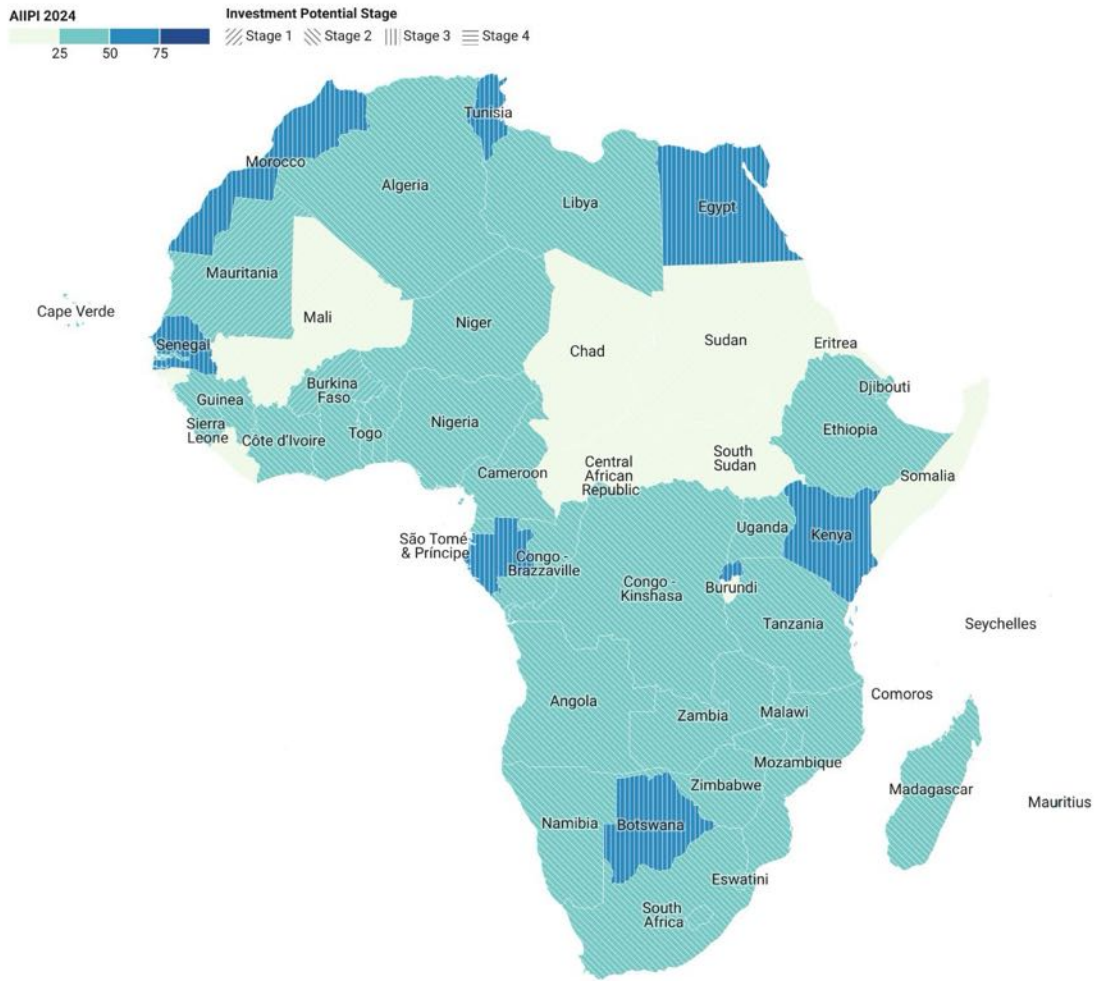 AIIPI 2024
25 50 75
Investment Potential Stage
Stage 1 Stage 2 Stage 3 Stage 4
Tunisia
Morocco
Algeria
Libya
Egypt
Mauritania
Cape Verde
Mali
Niger
Chad
Sudan
Eritrea
Senegal
Burkina
Faso
Djibouti
Guinea
Sierra
Leone
Côte d'Ivoire
Togo
Nigeria
Ethiopia
Cameroon
Central
African
Republic
South
Sudan
Somalia
São Tomé
& Príncipe
Congo -
Brazzaville
Uganda
Kenya
Congo -
Kinshasa
Burundi
Tanzania
Seychelles
Angola
Zambia
Malawi
Comoros
Mozambique
Zimbabwe
Madagascar
Mauritius
Namibia
Botswana
Eswatini
South
Africa